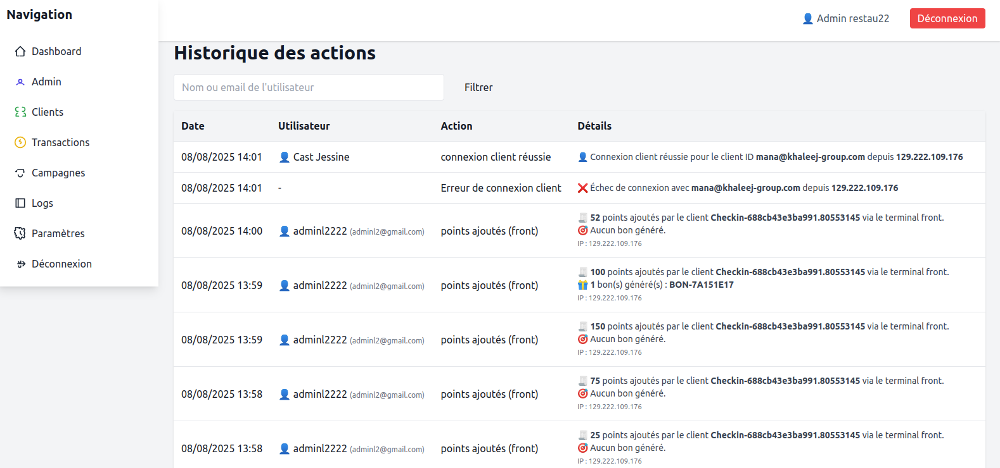 Navigation
Dashboard
Admin
Clients
Transactions
Campagnes
Logs
Paramètres
Déconnexion
Admin restau22
Déconnexion
Historique des actions
Nom ou email de l'utilisateur
Filtrer
Date Utilisateur Action Détails
08/08/2025 14:01 Cast Jessine connexion client réussie Connexion client réussie pour le client ID mana@khaleej-group.com depuis 129.222.109.176
08/08/2025 14:01 - Erreur de connexion client Échec de connexion avec mana@khaleej-group.com depuis 129.222.109.176
08/08/2025 14:00 adminl2222 (adminl2@gmail.com) points ajoutés (front) 52 points ajoutés par le client Checkin-688cb43e3ba991.80553145 via le terminal front.
Aucun bon généré.
IP : 129.222.109.176
08/08/2025 13:59 adminl2222 (adminl2@gmail.com) points ajoutés (front) 100 points ajoutés par le client Checkin-688cb43e3ba991.80553145 via le terminal front.
1 bon(s) généré(s) : BON-7A151E17
IP : 129.222.109.176
08/08/2025 13:59 adminl2222 (adminl2@gmail.com) points ajoutés (front) 150 points ajoutés par le client Checkin-688cb43e3ba991.80553145 via le terminal front.
Aucun bon généré.
IP : 129.222.109.176
08/08/2025 13:58 adminl2222 (adminl2@gmail.com) points ajoutés (front) 75 points ajoutés par le client Checkin-688cb43e3ba991.80553145 via le terminal front.
Aucun bon généré.
IP : 129.222.109.176
08/08/2025 13:58 adminl2222 (adminl2@gmail.com) points ajoutés (front) 25 points ajoutés par le client Checkin-688cb43e3ba991.80553145 via le terminal front.
Aucun bon généré.
IP : 129.222.109.176